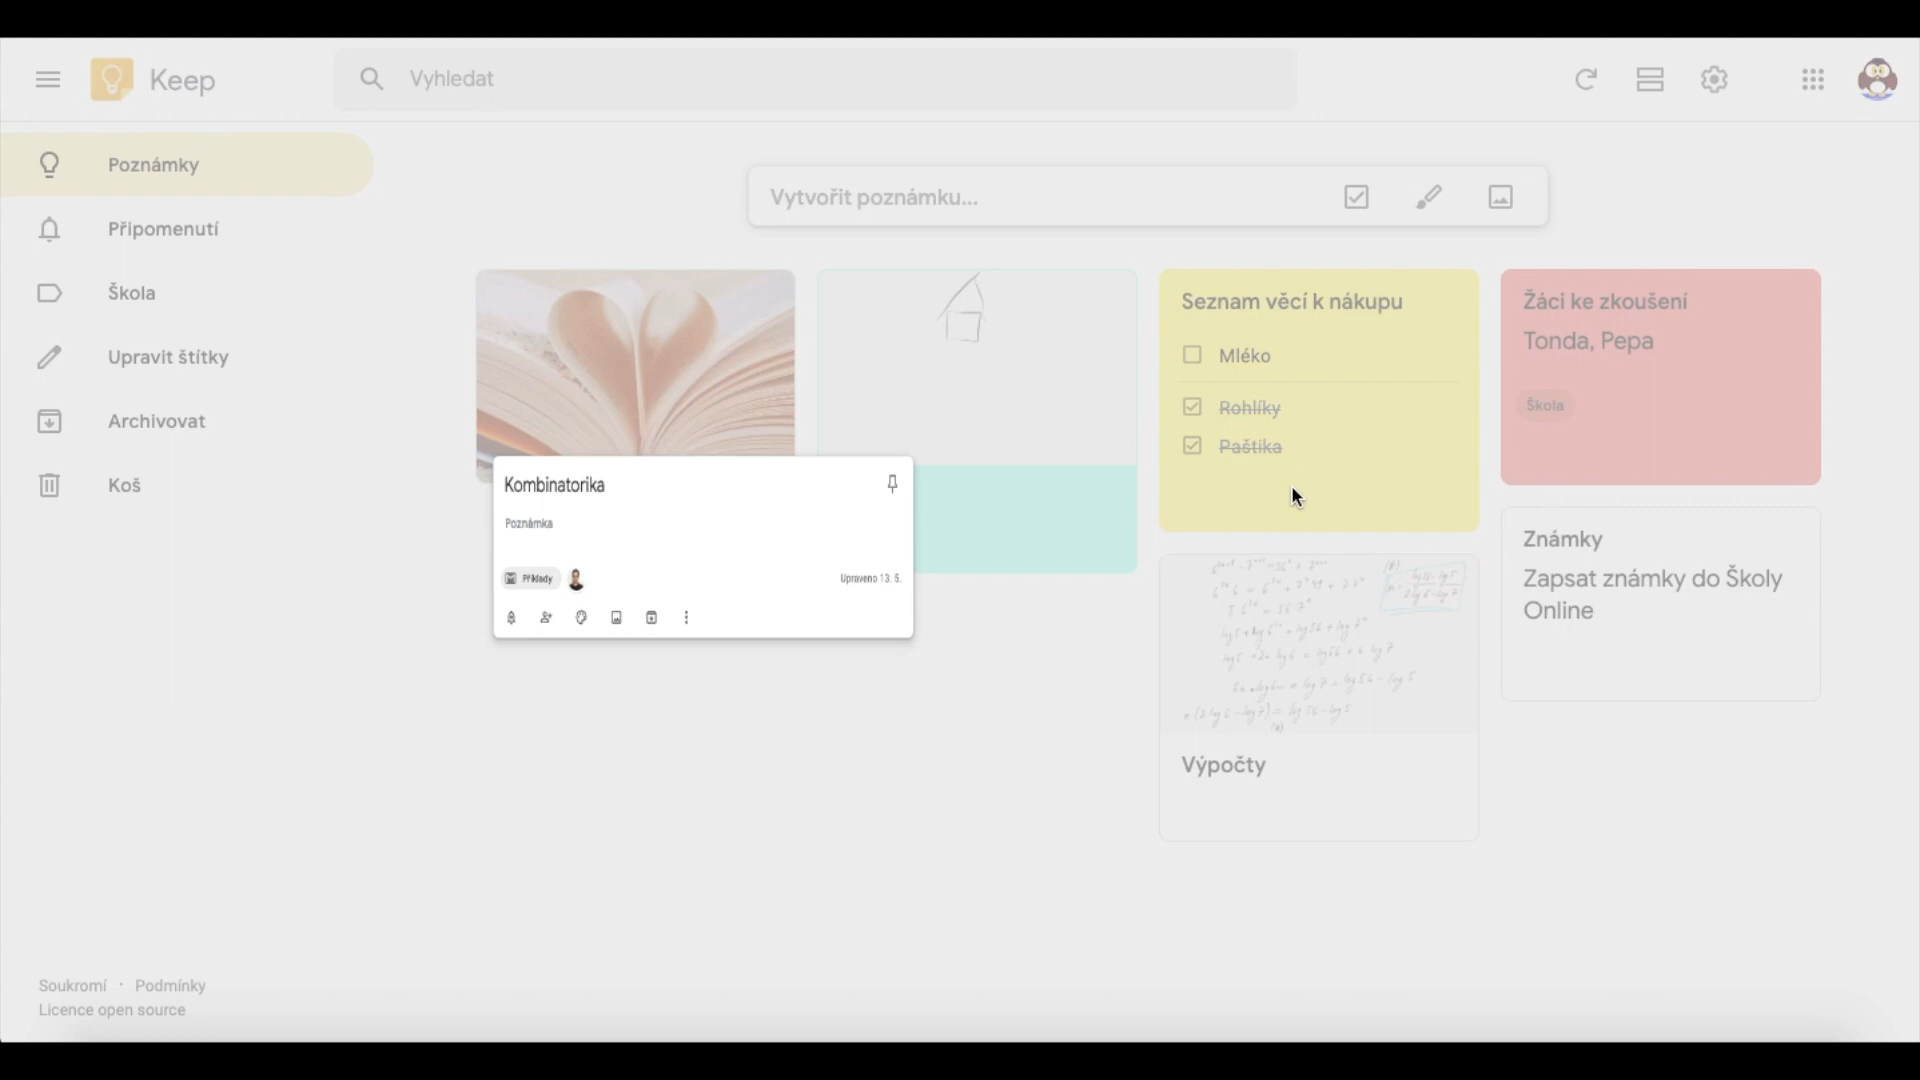 Keep
Vyhledat
Poznámky
Připomenutí
Škola
Upravit štítky
Archivovat
Koš
Vytvořit poznámku...
Kombinatorika
Poznámka
Příklady
Upraveno 13. 5.
Seznam věcí k nákupu
Mléko
Rohlíky
Paštika
Výpočty
Žáci ke zkoušení
Tonda, Pepa
Škola
Známky
Zapsat známky do Školy
Online
Soukromí · Podmínky
Licence open source